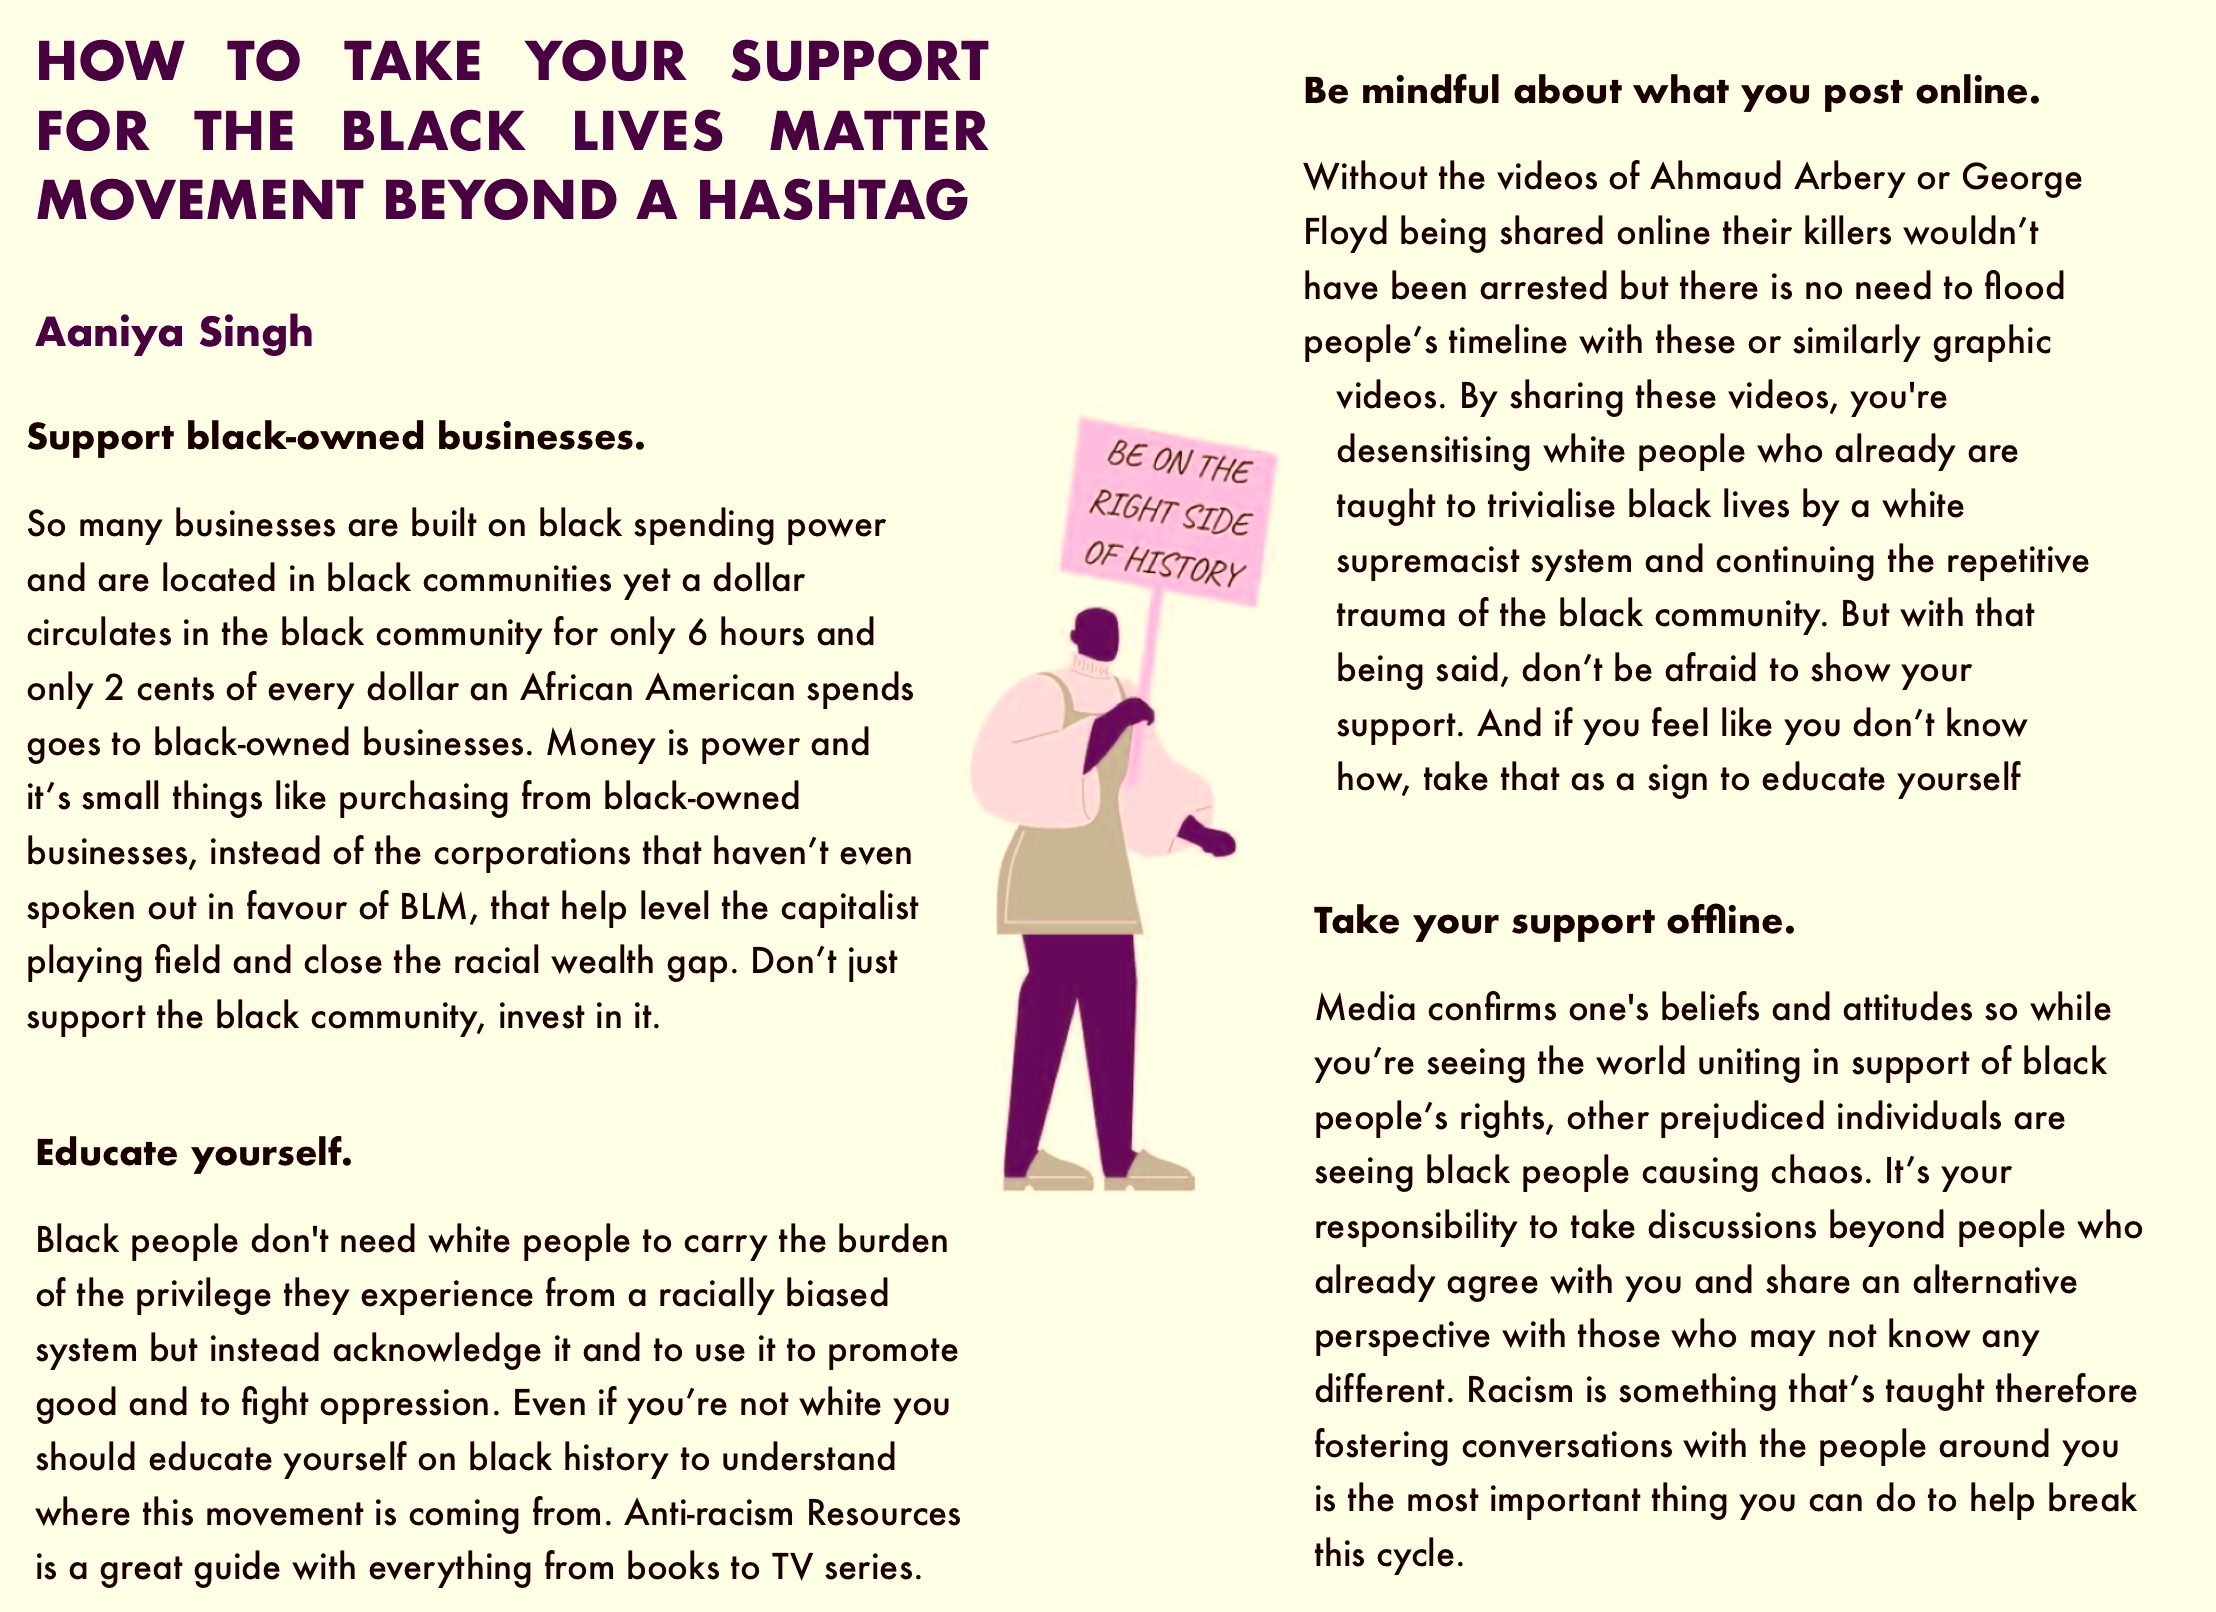 HOW TO TAKE YOUR SUPPORT
FOR THE BLACK LIVES MATTER
MOVEMENT BEYOND A HASHTAG
Aaniya Singh
Support black-owned businesses.
So many businesses are built on black spending power
and are located in black communities yet a dollar
circulates in the black community for only 6 hours and
only 2 cents of every dollar an African American spends
goes to black-owned businesses. Money is power and
it’s small things like purchasing from black-owned
businesses, instead of the corporations that haven’t even
spoken out in favour of BLM, that help level the capitalist
playing field and close the racial wealth gap. Don’t just
support the black community, invest in it.
Educate yourself.
Black people don't need white people to carry the burden
of the privilege they experience from a racially biased
system but instead acknowledge it and to use it to promote
good and to fight oppression. Even if you’re not white you
should educate yourself on black history to understand
where this movement is coming from. Anti-racism Resources
is a great guide with everything from books to TV series.
BE ON THE
RIGHT SIDE
OF HISTORY
Be mindful about what you post online.
Without the videos of Ahmaud Arbery or George
Floyd being shared online their killers wouldn’t
have been arrested but there is no need to flood
people’s timeline with these or similarly graphic
videos. By sharing these videos, you're
desensitising white people who already are
taught to trivialise black lives by a white
supremacist system and continuing the repetitive
trauma of the black community. But with that
being said, don’t be afraid to show your
support. And if you feel like you don’t know
how, take that as a sign to educate yourself
Take your support offline.
Media confirms one's beliefs and attitudes so while
you’re seeing the world uniting in support of black
people’s rights, other prejudiced individuals are
seeing black people causing chaos. It’s your
responsibility to take discussions beyond people who
already agree with you and share an alternative
perspective with those who may not know any
different. Racism is something that’s taught therefore
fostering conversations with the people around you
is the most important thing you can do to help break
this cycle.